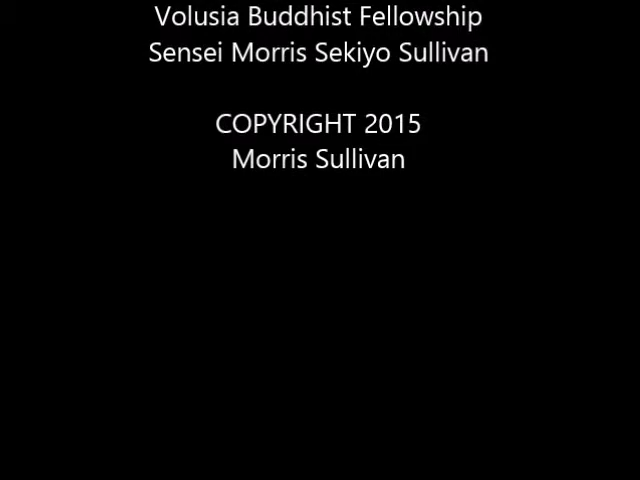 Volusia Buddhist Fellowship
Sensei Morris Sekiyo Sullivan
COPYRIGHT 2015
Morris Sullivan